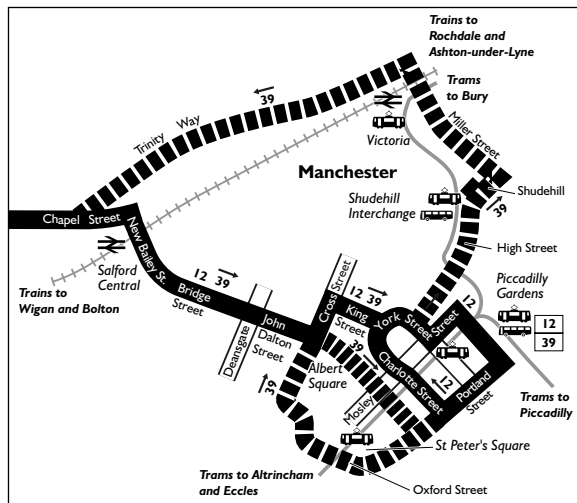 Trains to
Rochdale and
Ashton-under-Lyne
Trams
to Bury
39
Trinity Way
Victoria
Miller Street
Manchester
Shudehill
Interchange
Shudehill
39
Chapel Street
New Bailey St.
High Street
Salford
Central
12 39
Bridge
Street
Cross Street
12 39
King
Street
York Street
Street
12
Piccadilly
Gardens
12
39
Trains to
Wigan and Bolton
Deansgate
John
Dalton
Street
39
Albert
Square
39
Charlotte Street
12
Mosley
Portland
Street
Trams to
Piccadilly
St Peter's Square
Trams to Altrincham
and Eccles
Oxford Street